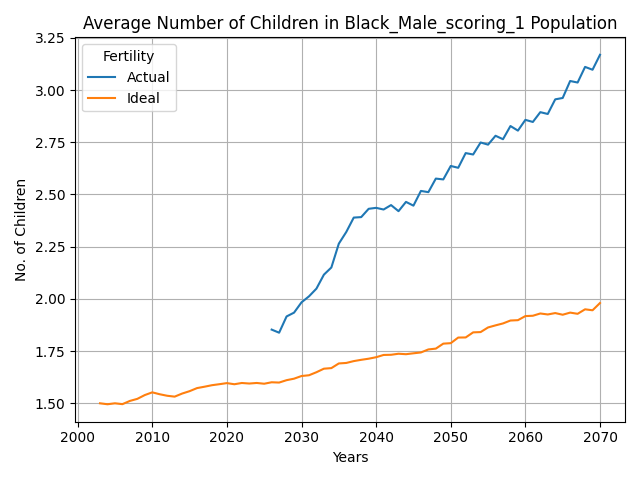 Average Number of Children in Black_Male_scoring_1 Population
No. of Children
3.25
3.00
2.75
2.50
2.25
2.00
1.75
1.50
Fertility
Actual
Ideal
2000 2010 2020 2030 2040 2050 2060 2070
Years